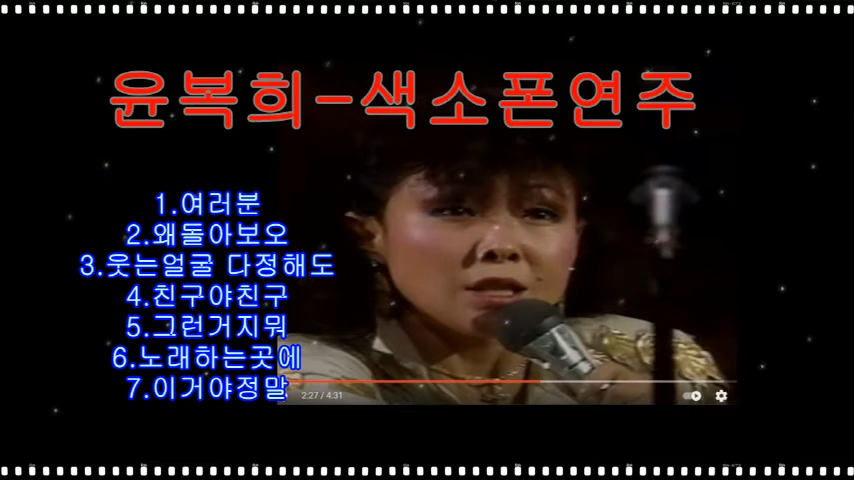 윤복희-색소폰연주
1.여러분
2.왜돌아보오
3.웃는얼굴 다정해도
4.친구야친구
5.그런거지뭐
6.노래하는곳에
7.이거야정말
2:27 / 4:31